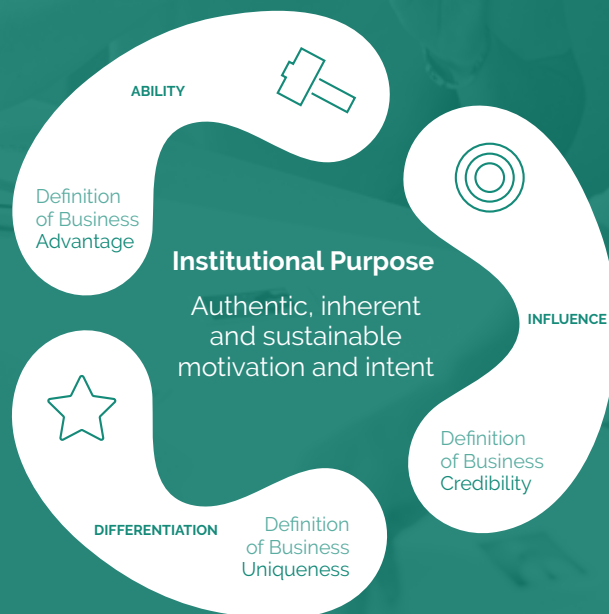 ABILITY
Definition
of Business
Advantage
Institutional Purpose
Authentic, inherent
and sustainable
motivation and intent
INFLUENCE
Definition
of Business
Credibility
DIFFERENTIATION
Definition
of Business
Uniqueness